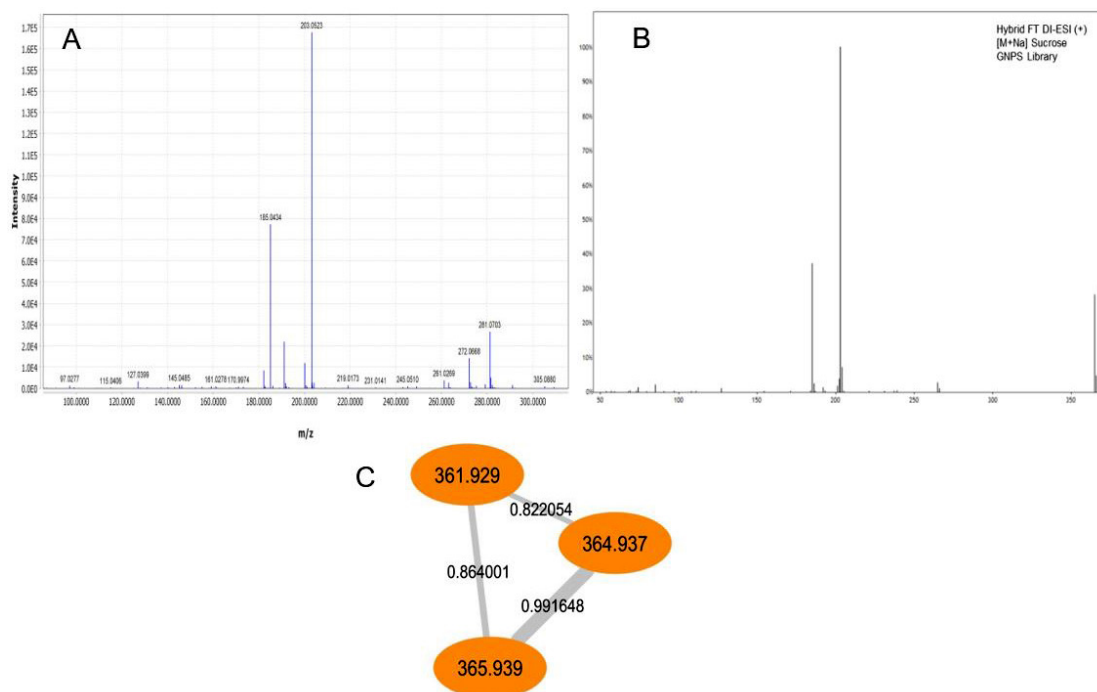 A
1.7E5
1.6E5
1.5E5
1.4E5
1.3E5
1.2E5
1.1E5
1.0E5
9.0E4
8.0E4
7.0E4
6.0E4
5.0E4
4.0E4
3.0E4
2.0E4
1.0E4
0.0E0
Intensity
203.0523
185.0434
281.0703
272.0668
97.0277
115.0406
127.0399
145.0485
161.0278
170.9974
219.0173
231.0141
245.0510
261.0269
305.0880
100.0000 120.0000 140.0000 160.0000 180.0000 200.0000 220.0000 240.0000 260.0000 280.0000 300.0000
m/z
B
Hybrid FT DI-ESI (+)
[M+Na] Sucrose
GNPS Library
100%
90%
80%
70%
60%
50%
40%
30%
20%
10%
0%
50 100 150 200 250 300 350
C
361.929
0.822054
364.937
0.864001
0.991648
365.939